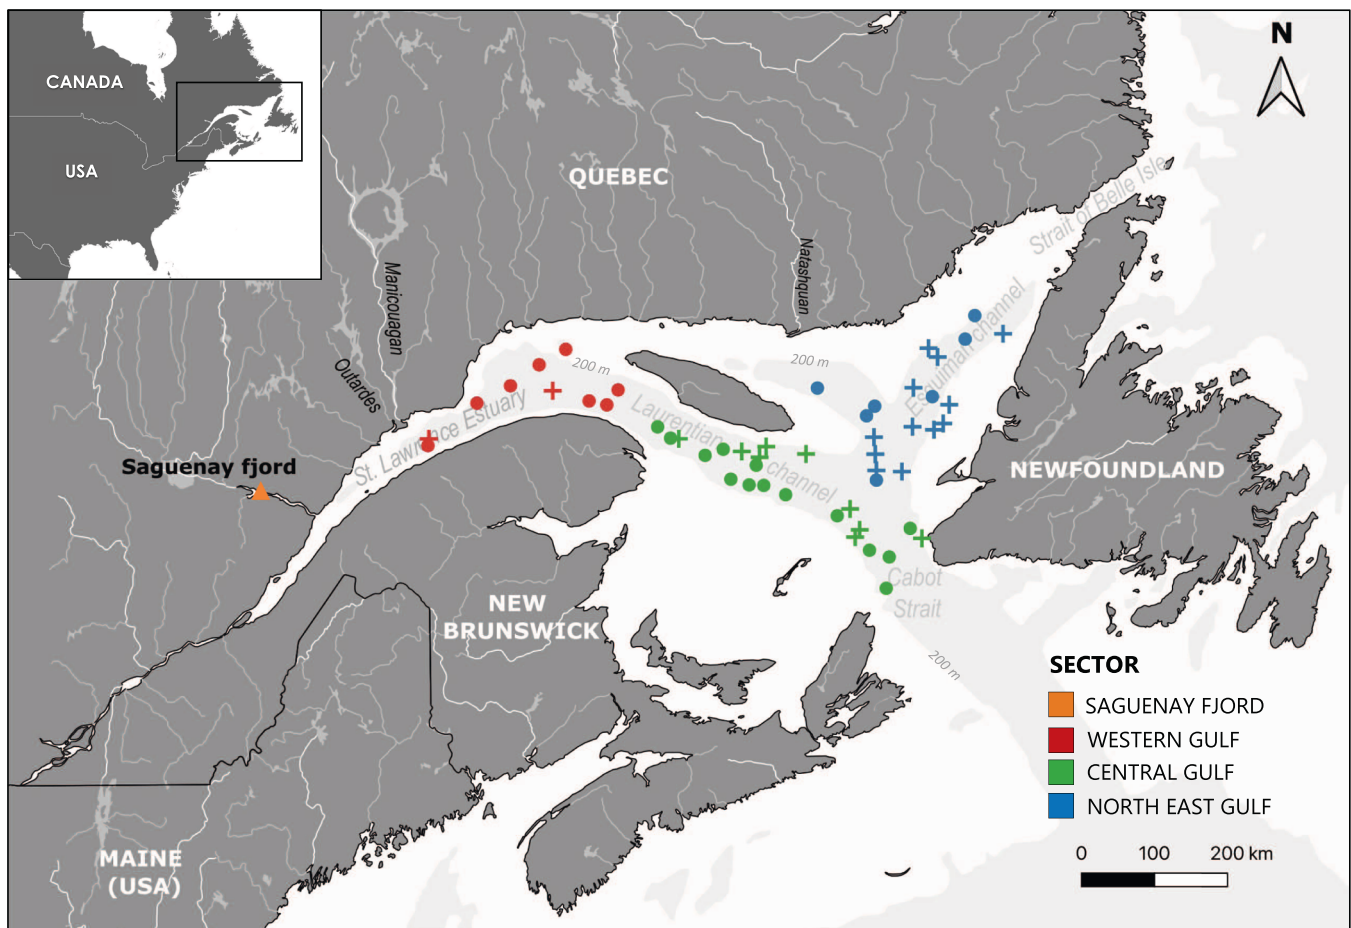 CANADA
USA
N
QUEBEC
Strait of Belle Isle
Manicouagan
Natashquan
Outardes
200 m
200 m
Esquiman channel
St. Lawrence Estuary
Laurentian channel
Saguenay fjord
NEWFOUNDLAND
Cabot
Strait
NEW
BRUNSWICK
200 m
MAINE
(USA)
SECTOR
SAGUENAY FJORD
WESTERN GULF
CENTRAL GULF
NORTH EAST GULF
0 100 200 km